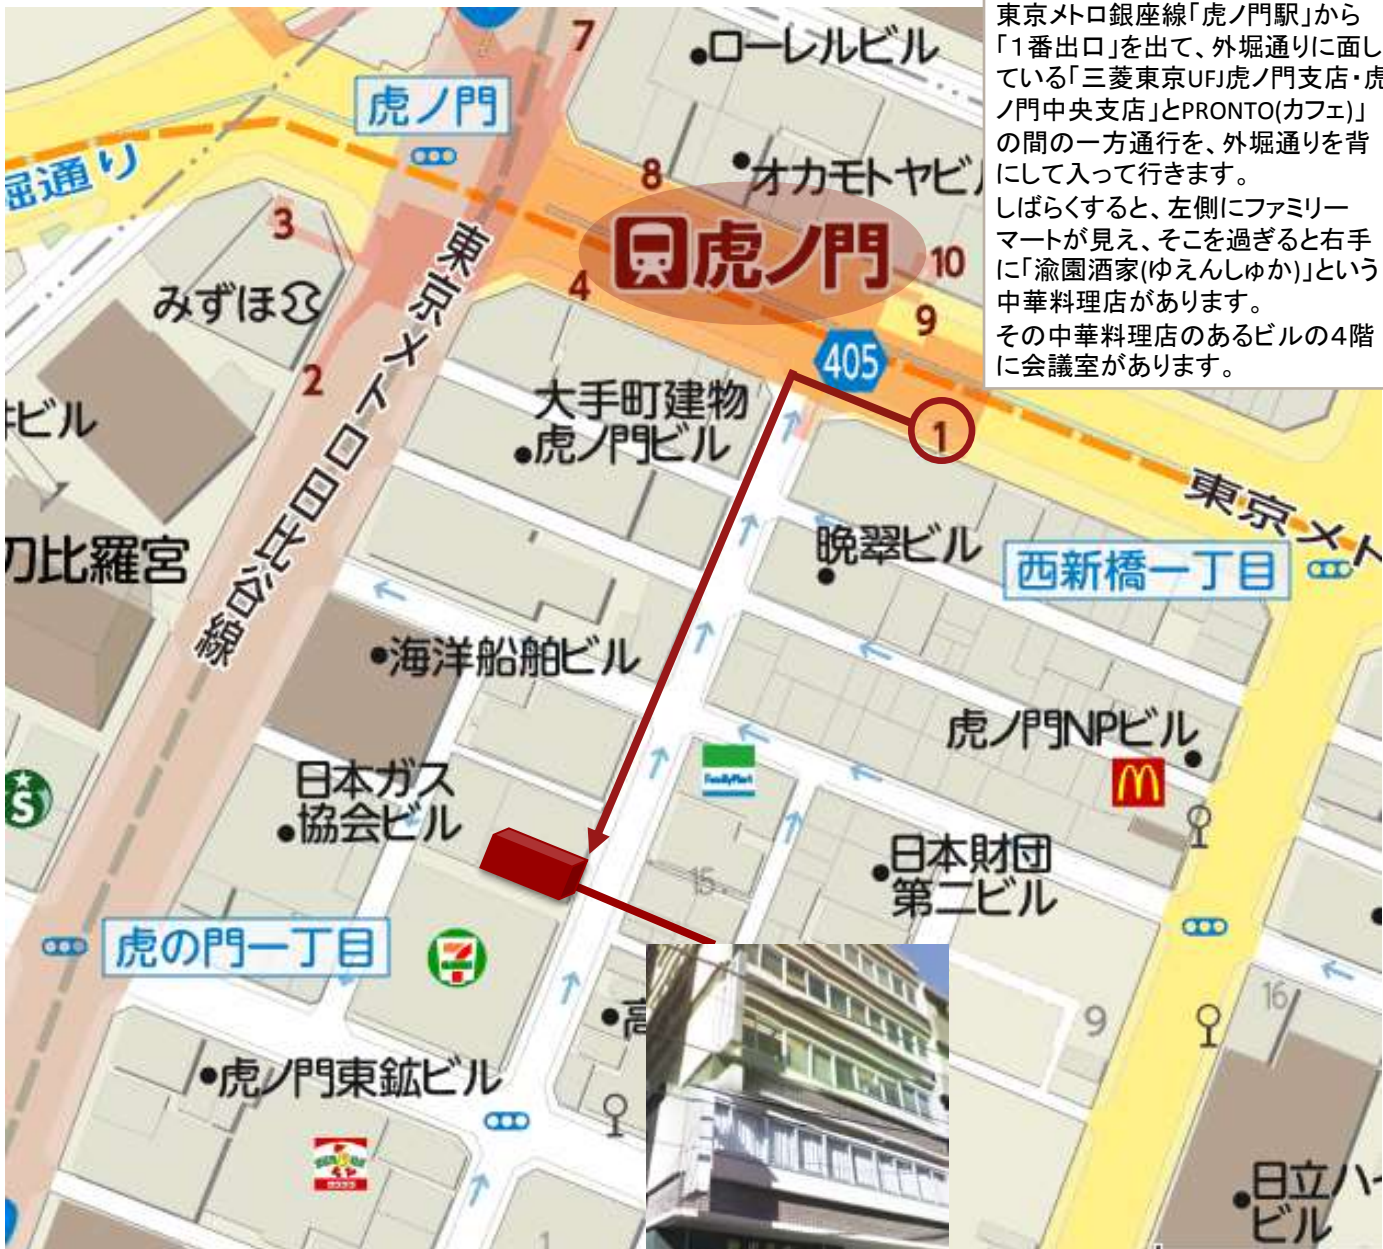 東京メトロ銀座線「虎ノ門駅」から
「1番出口」を出て、外堀通りに面し
ている「三菱東京UFJ虎ノ門支店・虎
ノ門中央支店」とPRONTO(カフェ)」
の間の一方通行を、外堀通りを背
にして入って行きます。
しばらくすると、左側にファミリー
マートが見え、そこを過ぎると右手
に「渝園酒家(ゆえんしゅか)」という
中華料理店があります。
その中華料理店のあるビルの4階
に会議室があります。
7
ローレルビル
虎ノ門
堀通り
8
オカモトヤビル
3
虎ノ門
10
4
9
みずほ
405
2
東京メトロ日比谷線
大手町建物
虎ノ門ビル
1
ビル
東京メト
晩翠ビル
西新橋一丁目
刀比羅宮
海洋船舶ビル
虎ノ門NPビル
FamilyMart
日本ガス
協会ビル
日本財団
第二ビル
15
虎の門一丁目
16
9
高
虎ノ門東鉱ビル
日立ハイ
ビル
1